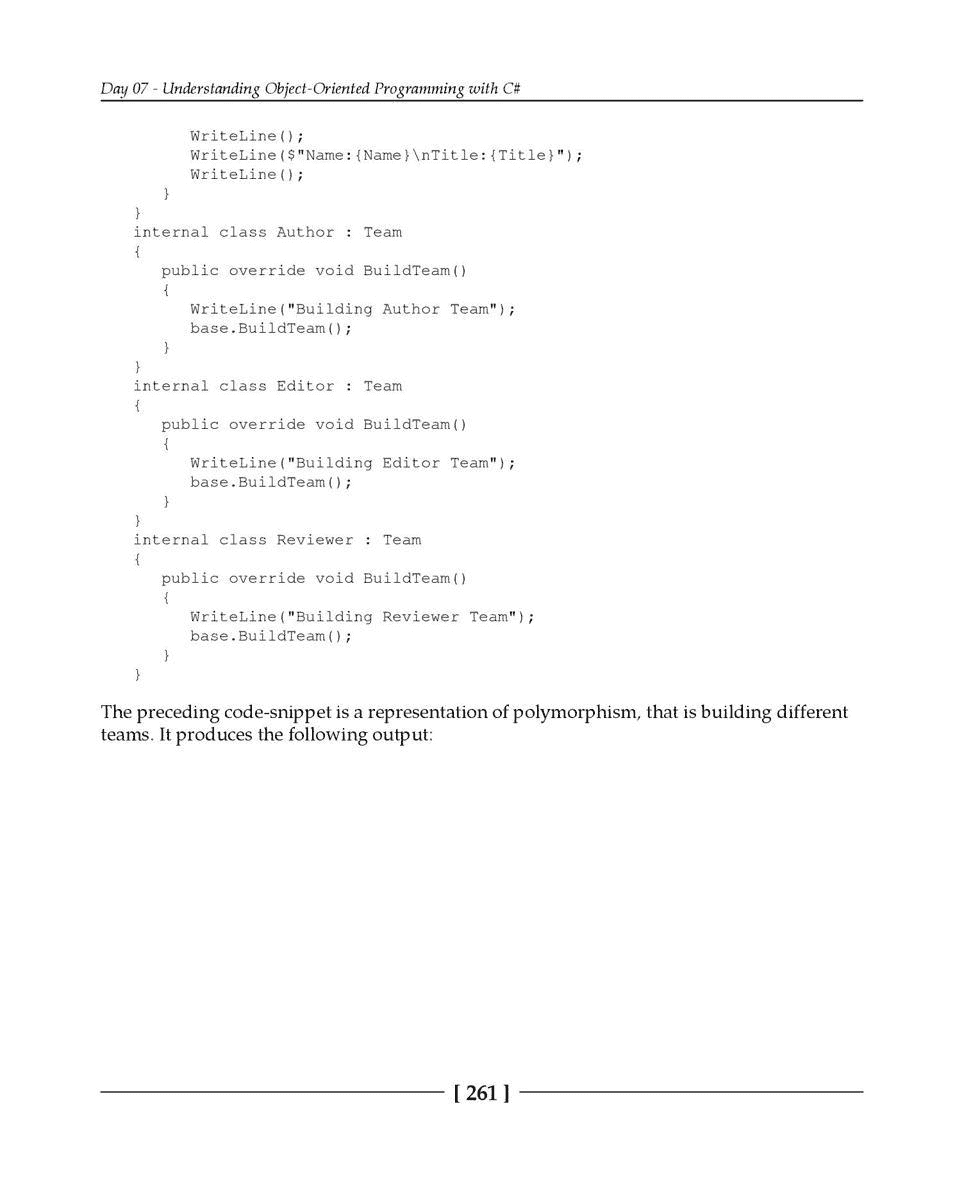 Day 07 - Understanding Object-Oriented Programming with C#
WriteLine();
WriteLine($"Name:{Name}\nTitle:{Title}");
WriteLine();
}
}
internal class Author : Team
{
public override void BuildTeam()
{
WriteLine("Building Author Team");
base.BuildTeam();
}
}
internal class Editor : Team
{
public override void BuildTeam()
{
WriteLine("Building Editor Team");
base.BuildTeam();
}
}
internal class Reviewer : Team
{
public override void BuildTeam()
{
WriteLine("Building Reviewer Team");
base.BuildTeam();
}
}
The preceding code-snippet is a representation of polymorphism, that is building different
teams. It produces the following output:
[ 261 ]